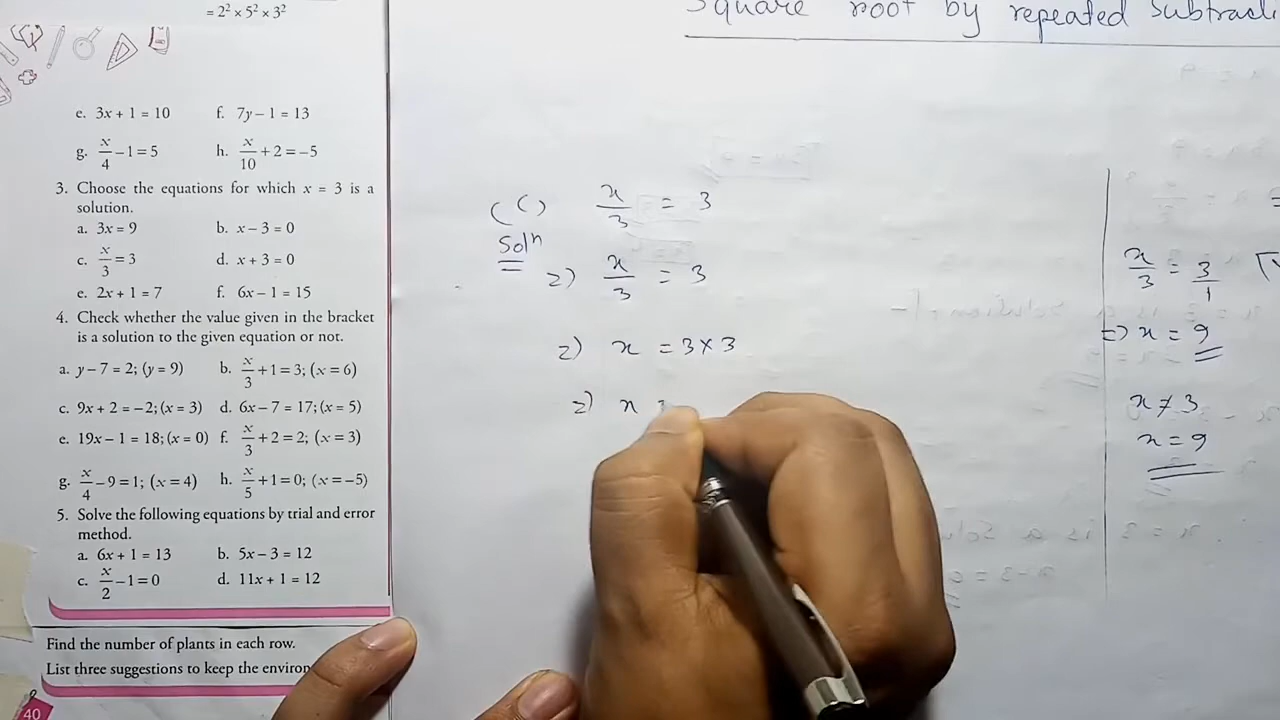 = 2² × 5² × 3²
e. 3x + 1 = 10 f. 7y – 1 = 13
g. x/4 – 1 = 5 h. x/10 + 2 = –5
3. Choose the equations for which x = 3 is a
solution.
a. 3x = 9 b. x – 3 = 0
c. x/3 = 3 d. x + 3 = 0
e. 2x + 1 = 7 f. 6x – 1 = 15
4. Check whether the value given in the bracket
is a solution to the given equation or not.
a. y – 7 = 2; (y = 9) b. x/3 + 1 = 3; (x = 6)
c. 9x + 2 = –2; (x = 3) d. 6x – 7 = 17; (x = 5)
e. 19x – 1 = 18; (x = 0) f. x/3 + 2 = 2; (x = 3)
g. x/4 – 9 = 1; (x = 4) h. x/5 + 1 = 0; (x = –5)
5. Solve the following equations by trial and error
method.
a. 6x + 1 = 13 b. 5x – 3 = 12
c. x/2 – 1 = 0 d. 11x + 1 = 12
Find the number of plants in each row.
List three suggestions to keep the environ
40
Square root by repeated subtracti
(c) x/3 = 3
Solⁿ
⇒) x/3 = 3
⇒) x = 3 × 3
⇒) x
x/3 = 3/1
=) x = 9
x ≠ 3
x = 9